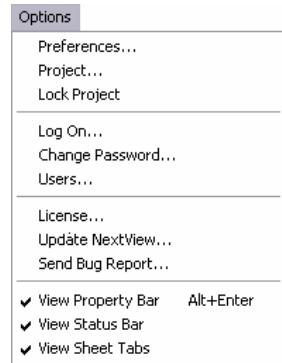 Options
Preferences...
Project...
Lock Project
Log On...
Change Password...
Users...
License...
Update NextView...
Send Bug Report...
View Property Bar Alt+Enter
View Status Bar
View Sheet Tabs